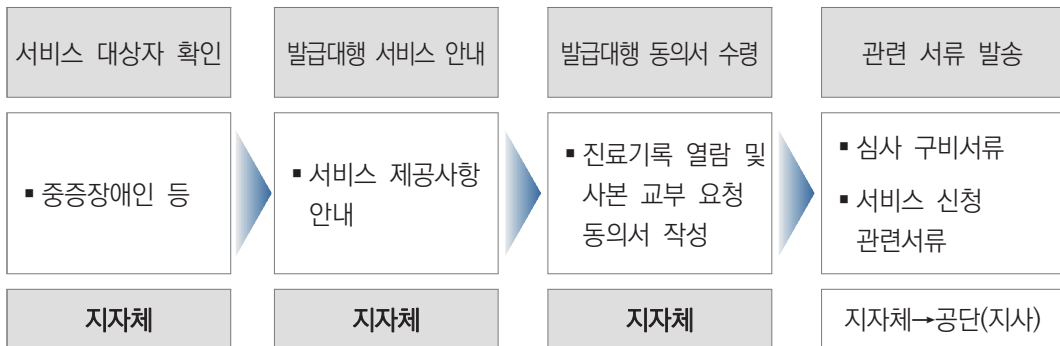 서비스 대상자 확인
발급대행 서비스 안내
발급대행 동의서 수령
관련 서류 발송
▪ 중증장애인 등
▪ 서비스 제공사항
안내
▪ 진료기록 열람 및
사본 교부 요청
동의서 작성
▪ 심사 구비서류
▪ 서비스 신청
관련서류
지자체
지자체
지자체
지자체→공단(지사)